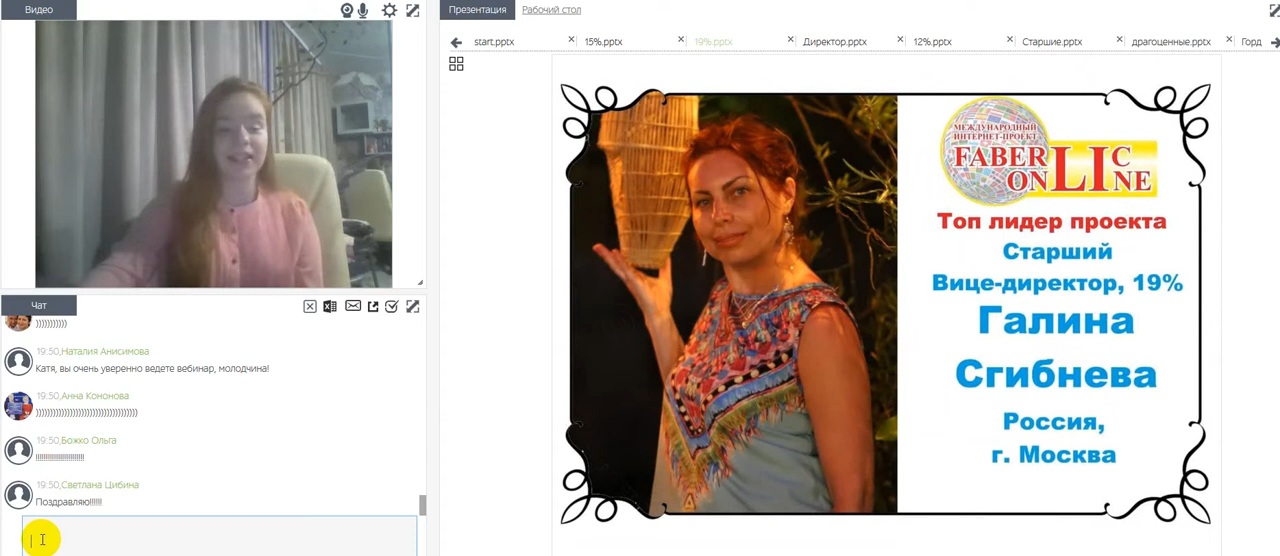 Видео
Презентация
Рабочий стол
start.pptx
15%.pptx
19%.pptx
Директор.pptx
12%.pptx
Старшие.pptx
драгоценные.pptx
Горд
МЕЖДУНАРОДНЫЙ
ИНТЕРНЕТ-ПРОЕКТ
FABERLIC
ONLINE
Топ лидер проекта
Старший
Вице-директор, 19%
Галина
Сгибнева
Россия,
г. Москва
Чат
)))))))))))
19:50,Наталия Анисимова
Катя, вы очень уверенно ведете вебинар, молодчина!
19:50,Анна Кононова
))))))))))))))))))))))))))))))))))))
19:50,Божко Ольга
!!!!!!!!!!!!!!!!!!!!!!!!
19:50,Светлана Цибина
Поздравляю!!!!!!